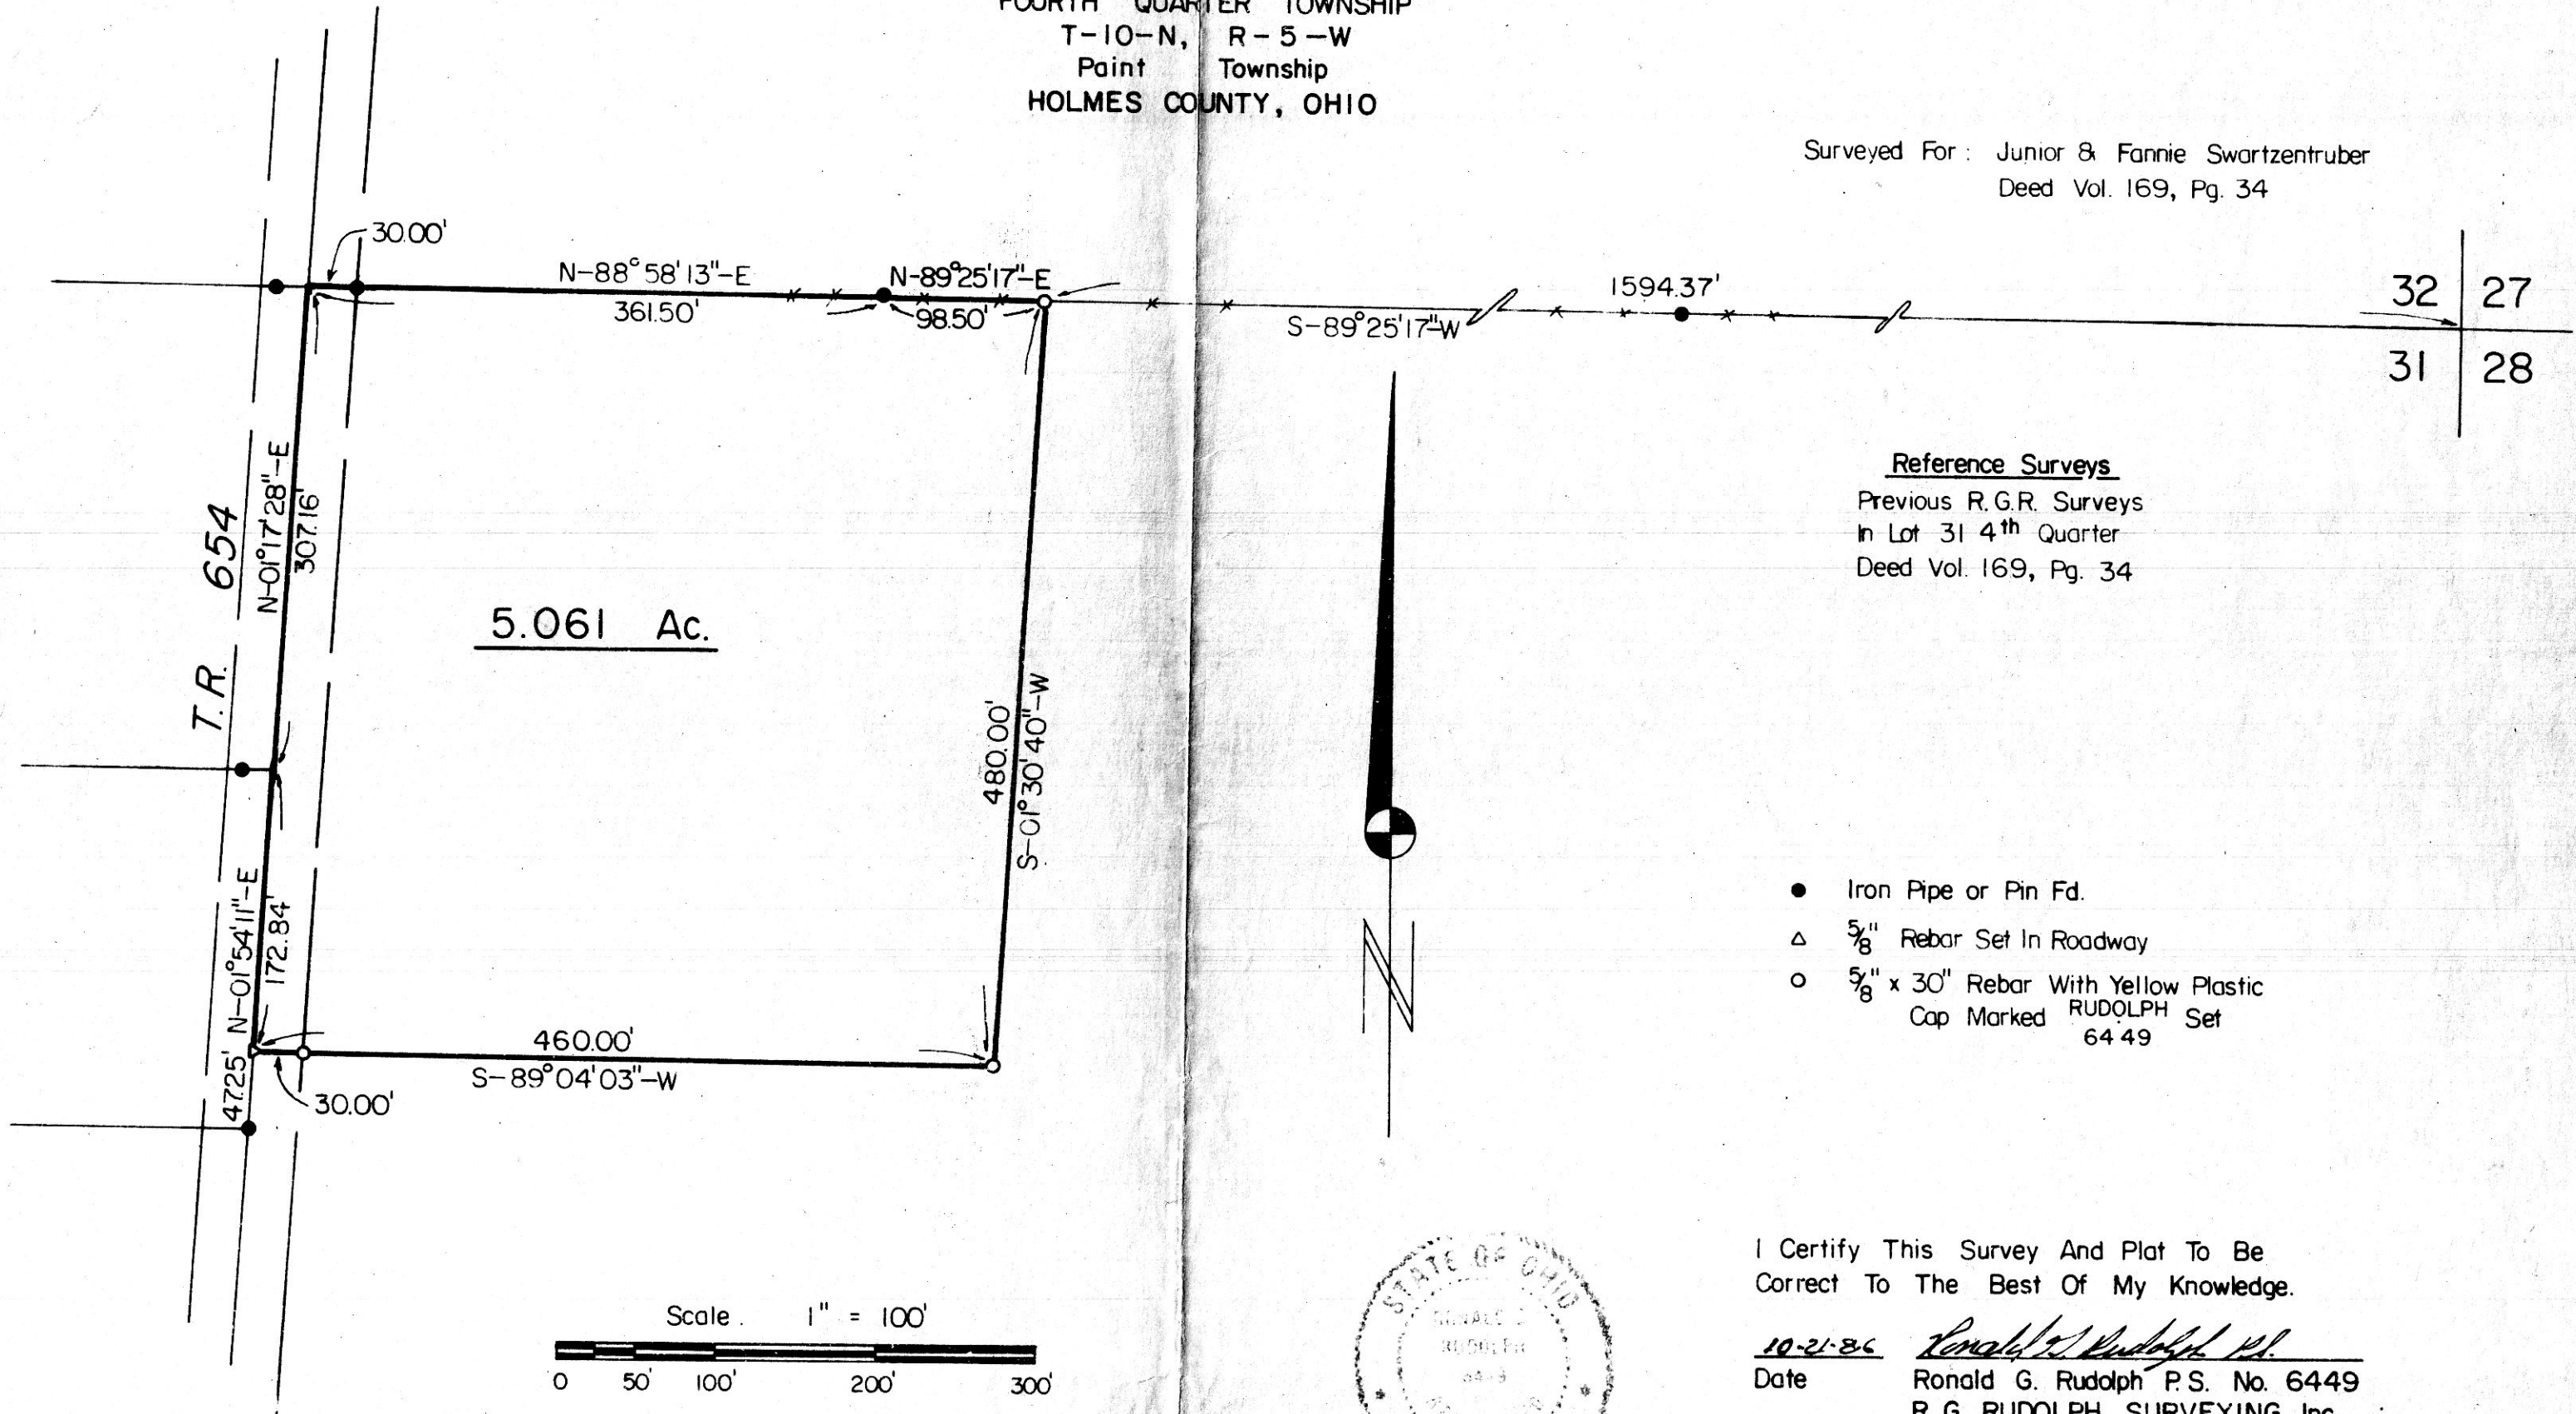 FOURTH QUARTER TOWNSHIP
T-10-N, R-5-W
Paint Township
HOLMES COUNTY, OHIO
Surveyed For: Junior & Fannie Swartzentruber
Deed Vol. 169, Pg. 34
30.00'
N-88°58'13"-E
361.50'
N-89°25'17"-E
98.50'
S-89°25'17"-W
1594.37'
32 27
31 28
T.R. 654
N-01°17'28"-E
307.16'
5.061 Ac.
480.00'
S-01°30'40"-W
N-01°54'11"-E
172.84'
47.25'
460.00'
S-89°04'03"-W
30.00'
N
Reference Surveys
Previous R.G.R. Surveys
In Lot 31 4th Quarter
Deed Vol. 169, Pg. 34
Iron Pipe or Pin Fd.
5/8" Rebar Set In Roadway
5/8" x 30" Rebar With Yellow Plastic
Cap Marked RUDOLPH Set
6449
Scale. 1" = 100'
0 50' 100' 200' 300'
STATE OF OHIO
RUDOLPH
I Certify This Survey And Plat To Be
Correct To The Best Of My Knowledge.
10-21-86 Ronald G. Rudolph P.S.
Date Ronald G. Rudolph P.S. No. 6449
R.G. RUDOLPH SURVEYING Inc.